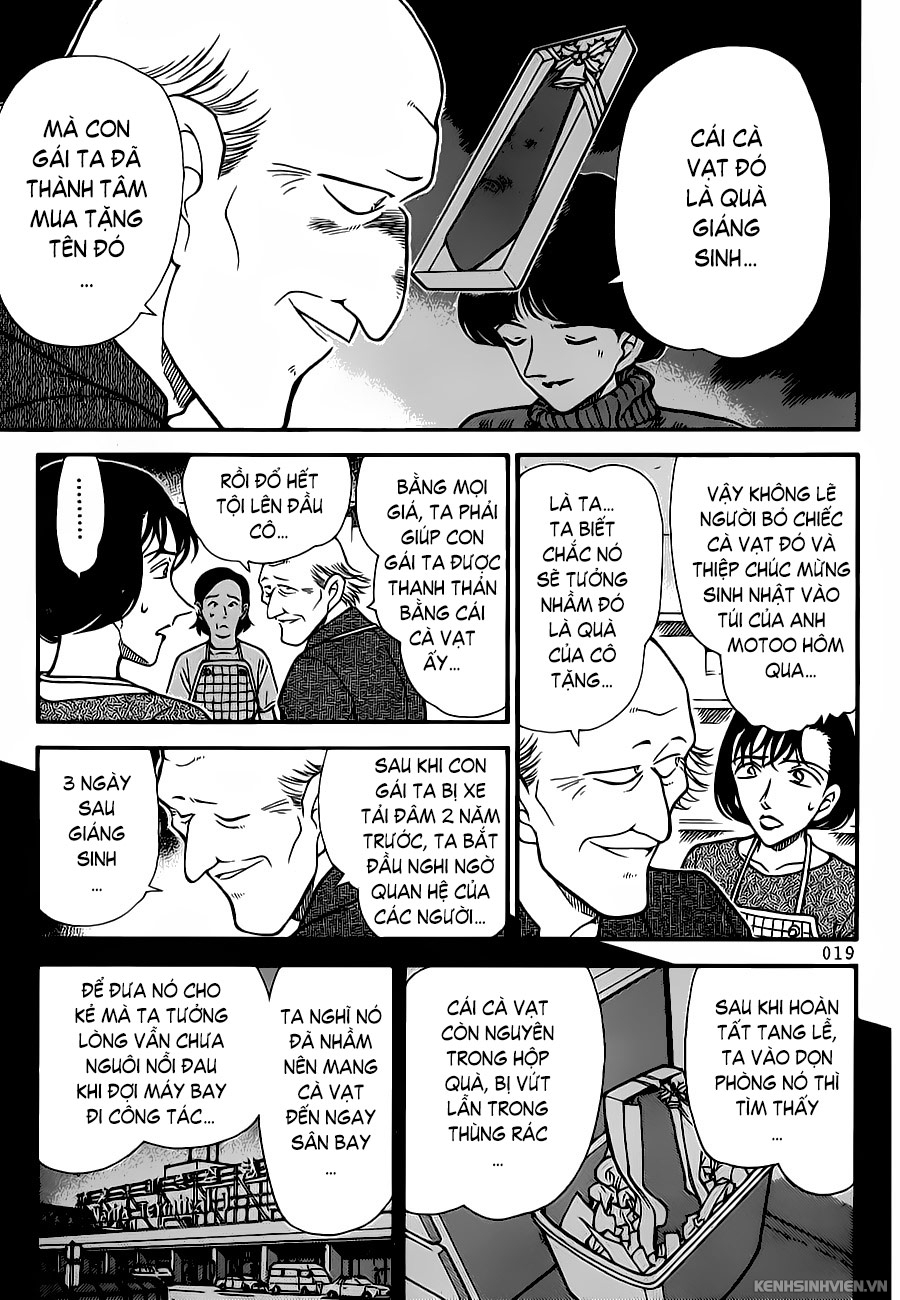 CÁI CÀ
VẠT ĐÓ
LÀ QUÀ
GIÁNG
SINH...
MÀ CON
GÁI TA ĐÃ
THÀNH TÂM
MUA TẶNG
TÊN ĐÓ
...
VẬY KHÔNG LẼ
NGƯỜI BỎ CHIẾC
CÀ VẠT ĐÓ VÀ
THIỆP CHÚC MỪNG
SINH NHẬT VÀO
TÚI CỦA ANH
MOTOO HÔM
QUA...
LÀ TA...
TA BIẾT
CHẮC NÓ
SẼ TƯỞNG
NHẦM ĐÓ
LÀ QUÀ
CỦA CÔ
TẶNG...
BẰNG MỌI
GIÁ, TA PHẢI
GIÚP CON
GÁI TA ĐƯỢC
THANH THẢN
BẰNG CÁI
CÀ VẠT
ẤY...
RỒI ĐỔ HẾT
TỘI LÊN ĐẦU
CÔ...
.........
SAU KHI CON
GÁI TA BỊ XE
TẢI ĐÂM 2 NĂM
TRƯỚC, TA BẮT
ĐẦU NGHI NGỜ
QUAN HỆ CỦA
CÁC NGƯỜI...
3 NGÀY
SAU
GIÁNG
SINH
...
019
SAU KHI HOÀN
TẤT TANG LỄ,
TA VÀO DỌN
PHÒNG NÓ THÌ
TÌM THẤY
...
CÁI CÀ VẠT
CÒN NGUYÊN
TRONG HỘP
QUÀ, BỊ VỨT
LẪN TRONG
THÙNG RÁC
...
TA NGHĨ NÓ
ĐÃ NHẦM
NÊN MANG
CÀ VẠT
ĐẾN NGAY
SÂN BAY
...
ĐỂ ĐƯA NÓ CHO
KẺ MÀ TA TƯỞNG
LÒNG VẪN CHƯA
NGUÔI NỒI ĐAU
KHI ĐỢI MÁY BAY
ĐI CÔNG TÁC...
KENHSINHVIEN.VN